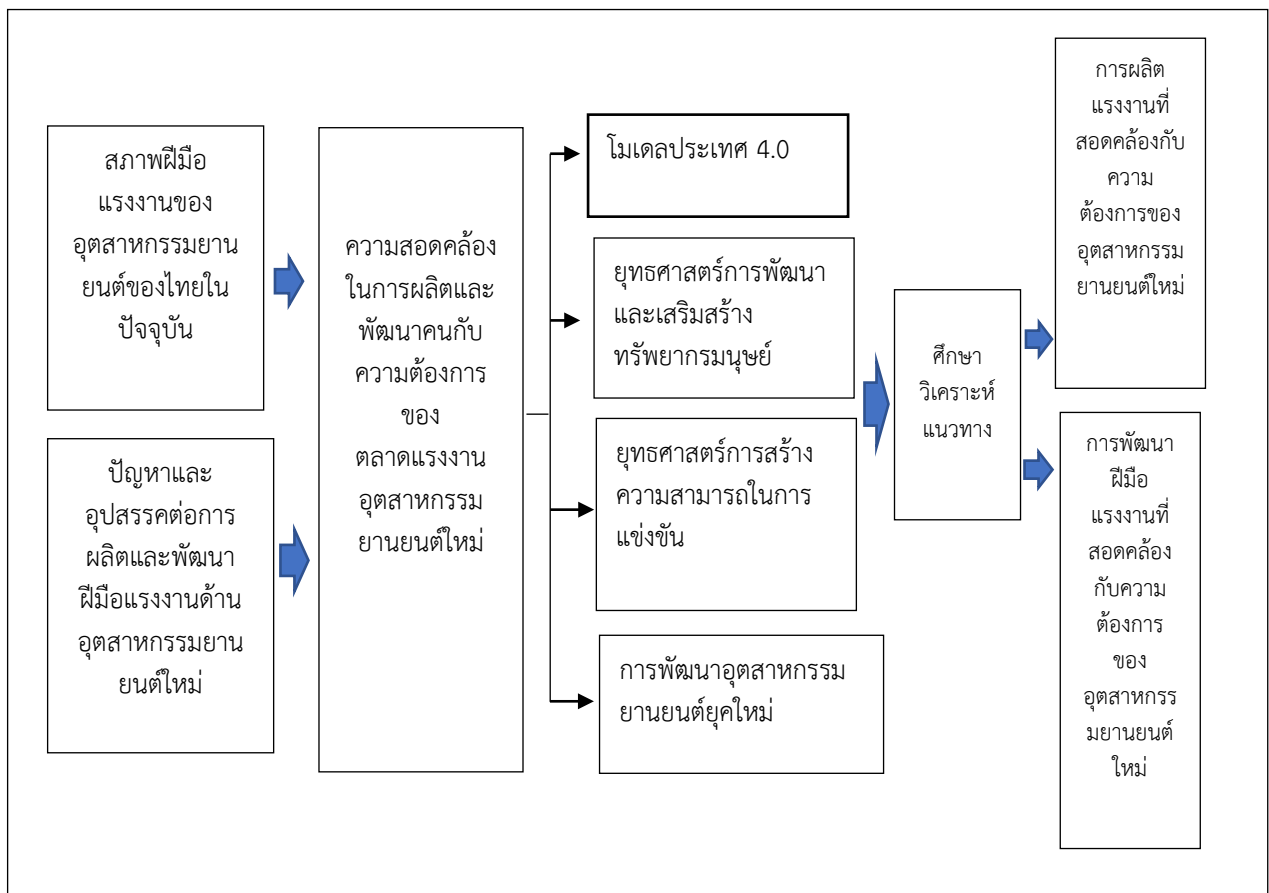 สภาพฝีมือ
แรงงานของ
อุตสาหกรรมยาน
ยนต์ของไทยใน
ปัจจุบัน
ปัญหาและ
อุปสรรคต่อการ
ผลิตและพัฒนา
ฝีมือแรงงานด้าน
อุตสาหกรรมยาน
ยนต์ใหม่
ความสอดคล้อง
ในการผลิตและ
พัฒนาคนกับ
ความต้องการ
ของ
ตลาดแรงงาน
อุตสาหกรรม
ยานยนต์ใหม่
โมเดลประเทศ 4.0
ยุทธศาสตร์การพัฒนา
และเสริมสร้าง
ทรัพยากรมนุษย์
ยุทธศาสตร์การสร้าง
ความสามารถในการ
แข่งขัน
การพัฒนาอุตสาหกรรม
ยานยนต์ยุคใหม่
ศึกษา
วิเคราะห์
แนวทาง
การผลิต
แรงงานที่
สอดคล้องกับ
ความ
ต้องการของ
อุตสาหกรรม
ยานยนต์ใหม่
การพัฒนา
ฝีมือ
แรงงานที่
สอดคล้อง
กับความ
ต้องการ
ของ
อุตสาหกรร
มยานยนต์
ใหม่